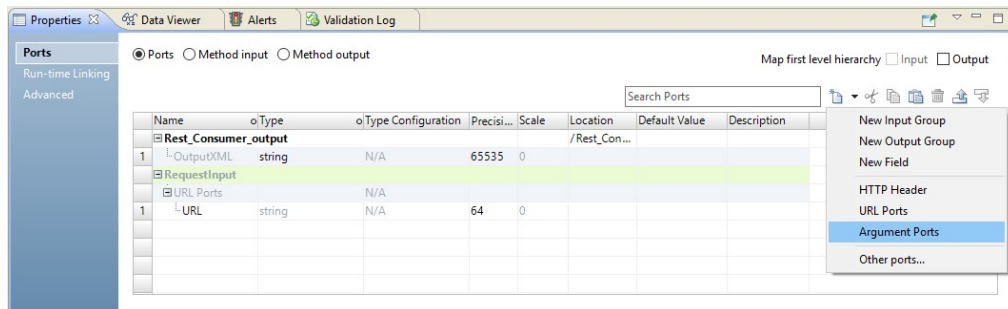 Properties Data Viewer Alerts Validation Log
Ports
Run-time Linking
Advanced
Ports Method input Method output
Map first level hierarchy Input Output
Search Ports
Name Type Type Configuration Precisi... Scale Location Default Value Description
Rest_Consumer_output /Rest_Con...
1 OutputXML string N/A 65535 0
RequestInput
URL Ports N/A
1 URL string N/A 64 0
New Input Group
New Output Group
New Field
HTTP Header
URL Ports
Argument Ports
Other ports...